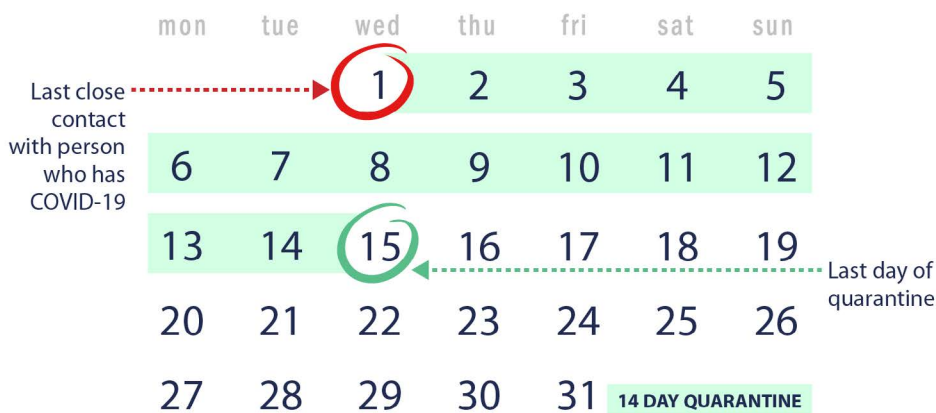 mon tue wed thu fri sat sun
1 2 3 4 5
Last close
contact
with person
who has
COVID-19
6 7 8 9 10 11 12
13 14 15 16 17 18 19
Last day of
quarantine
20 21 22 23 24 25 26
27 28 29 30 31 14 DAY QUARANTINE